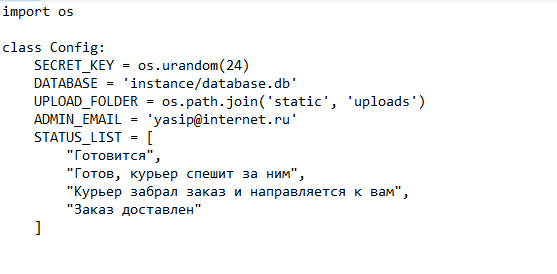 import os
class Config:
SECRET_KEY = os.urandom(24)
DATABASE = 'instance/database.db'
UPLOAD_FOLDER = os.path.join('static', 'uploads')
ADMIN_EMAIL = 'yasip@internet.ru'
STATUS_LIST = [
"Готовится",
"Готов, курьер спешит за ним",
"Курьер забрал заказ и направляется к вам",
"Заказ доставлен"
]